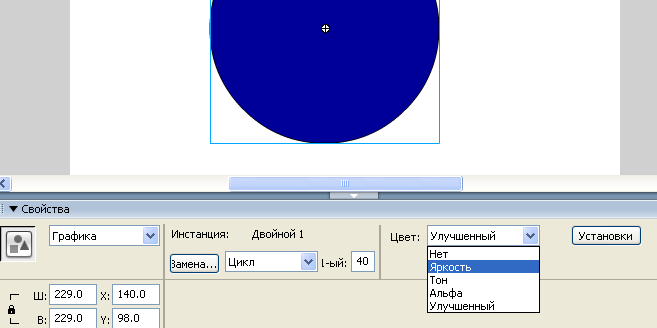 Свойства
Графика
Инстанция: Двойной 1
Цвет: Улучшенный
Установки
Замена... Цикл l-ый: 40
Нет
Яркость
Тон
Альфа
Улучшенный
Ш: 229.0 X: 140.0
В: 229.0 Y: 98.0